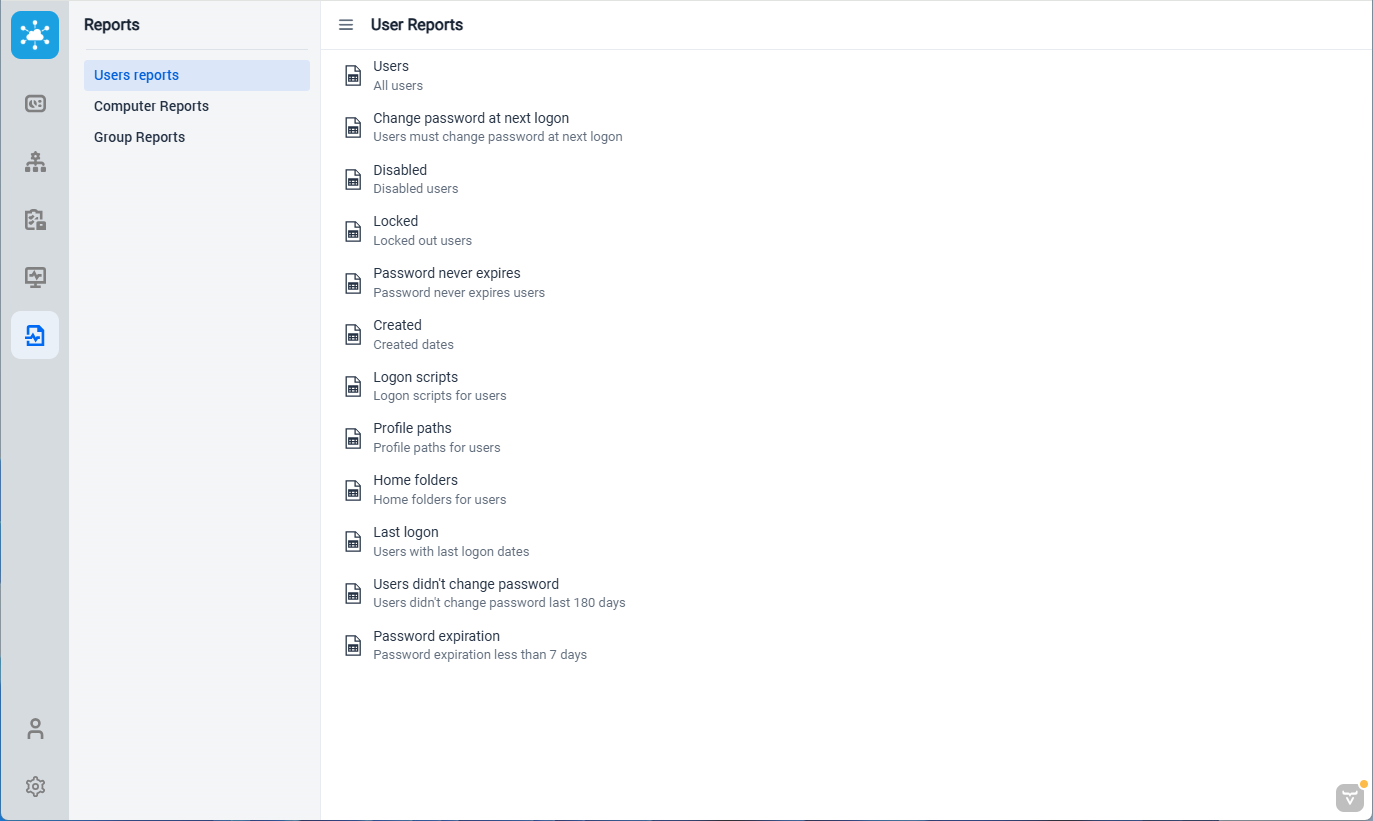 Reports
Users reports
Computer Reports
Group Reports
User Reports
Users
All users
Change password at next logon
Users must change password at next logon
Disabled
Disabled users
Locked
Locked out users
Password never expires
Password never expires users
Created
Created dates
Logon scripts
Logon scripts for users
Profile paths
Profile paths for users
Home folders
Home folders for users
Last logon
Users with last logon dates
Users didn't change password
Users didn't change password last 180 days
Password expiration
Password expiration less than 7 days